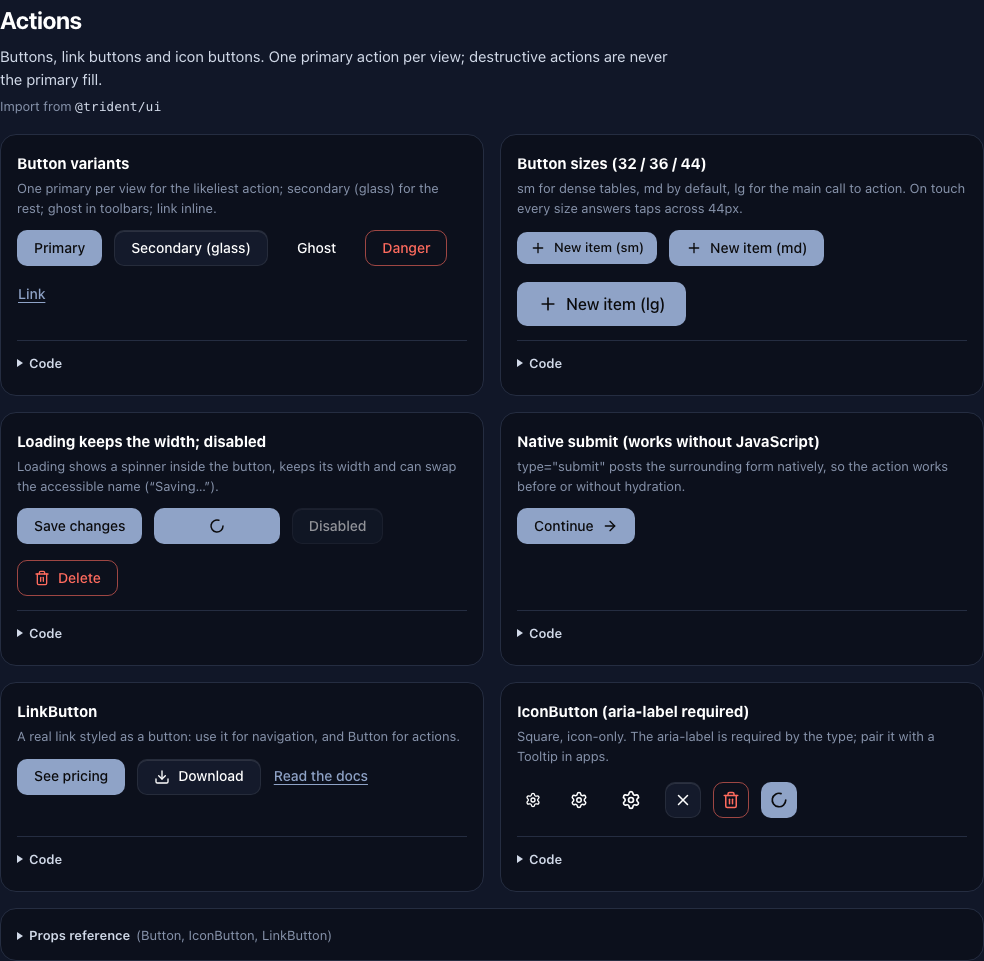 Actions
Buttons, link buttons and icon buttons. One primary action per view; destructive actions are never
the primary fill.
Import from @trident/ui
Button variants
One primary per view for the likeliest action; secondary (glass) for the
rest; ghost in toolbars; link inline.
Primary
Secondary (glass)
Ghost
Danger
Link
Code
Button sizes (32 / 36 / 44)
sm for dense tables, md by default, lg for the main call to action. On touch
every size answers taps across 44px.
New item (sm)
New item (md)
New item (lg)
Code
Loading keeps the width; disabled
Loading shows a spinner inside the button, keeps its width and can swap
the accessible name (“Saving…”).
Save changes
Disabled
Delete
Code
Native submit (works without JavaScript)
type="submit" posts the surrounding form natively, so the action works
before or without hydration.
Continue
Code
LinkButton
A real link styled as a button: use it for navigation, and Button for actions.
See pricing
Download
Read the docs
Code
IconButton (aria-label required)
Square, icon-only. The aria-label is required by the type; pair it with a
Tooltip in apps.
Code
Props reference (Button, IconButton, LinkButton)